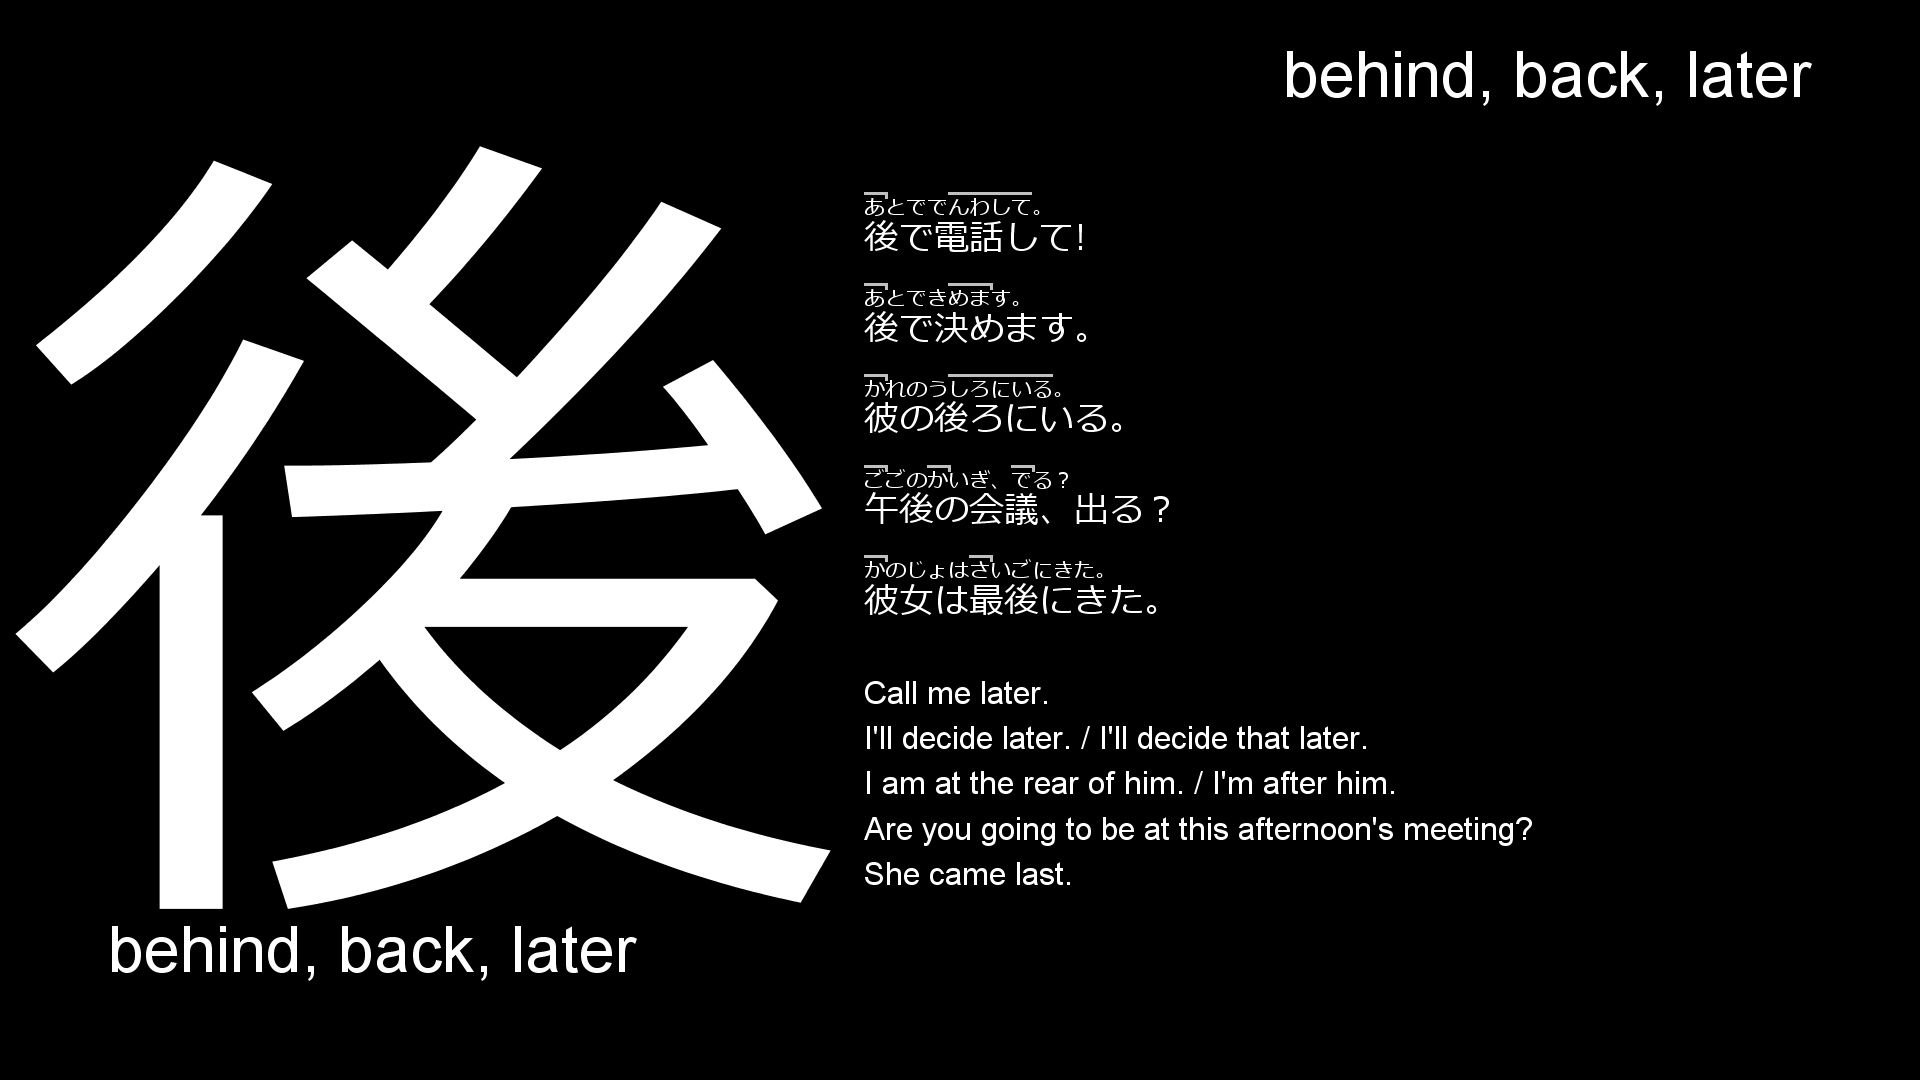 behind, back, later
後
behind, back, later
あとででんわして。
後で電話して!
あとできめます。
後で決めます。
かれのうしろにいる。
彼の後ろにいる。
ごごのかいぎ、でる？
午後の会議、出る？
かのじょはさいごにきた。
彼女は最後にきた。
Call me later.
I'll decide later. / I'll decide that later.
I am at the rear of him. / I'm after him.
Are you going to be at this afternoon's meeting?
She came last.